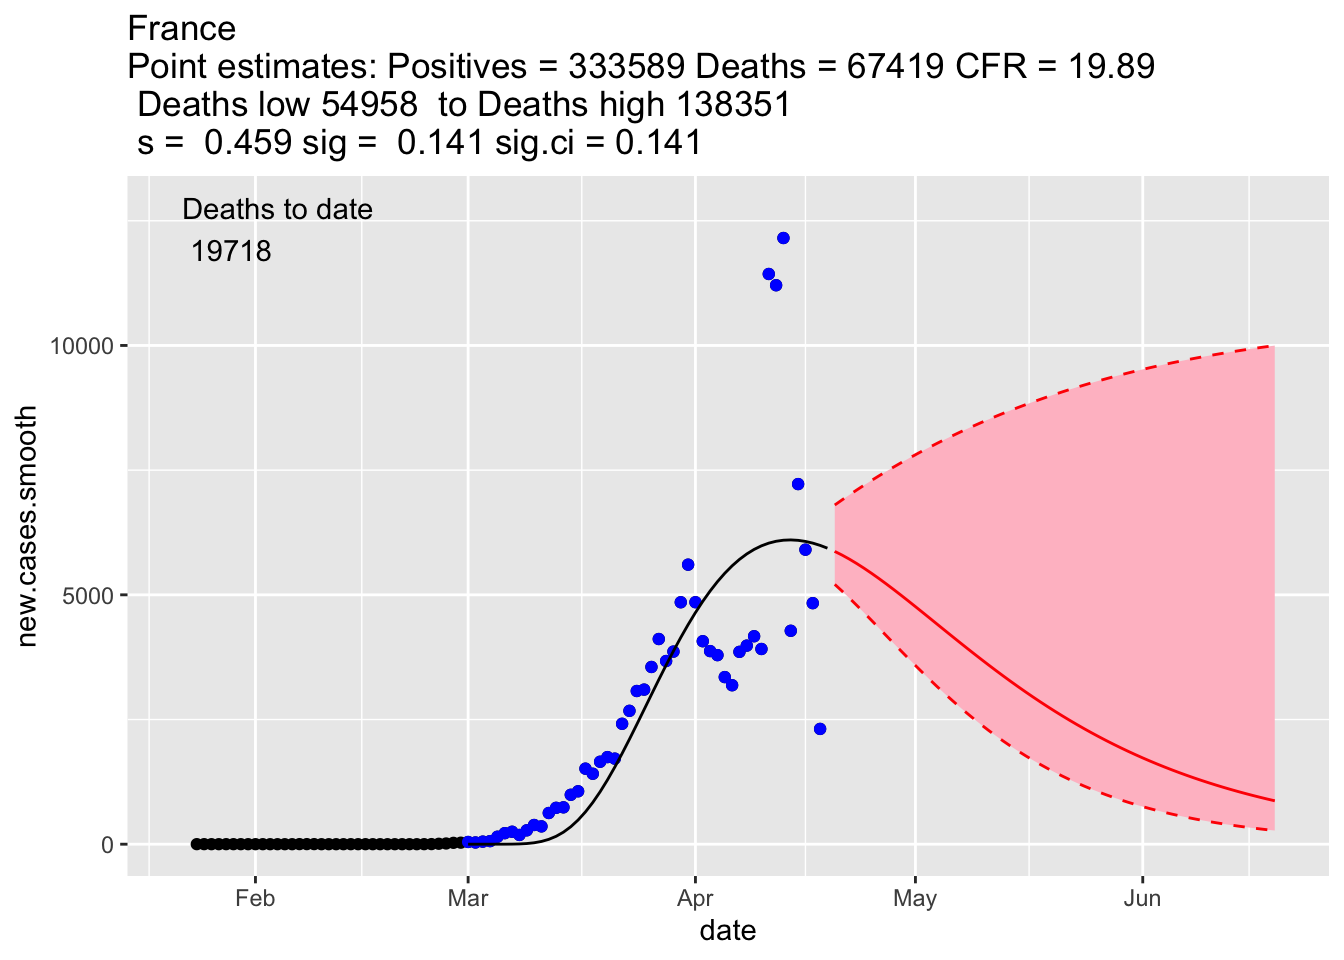 France
Point estimates: Positives = 333589 Deaths = 67419 CFR = 19.89
Deaths low 54958  to Deaths high 138351
s =  0.459 sig =  0.141 sig.ci = 0.141
Deaths to date
19718
10000
5000
0
new.cases.smooth
Feb Mar Apr May Jun
date